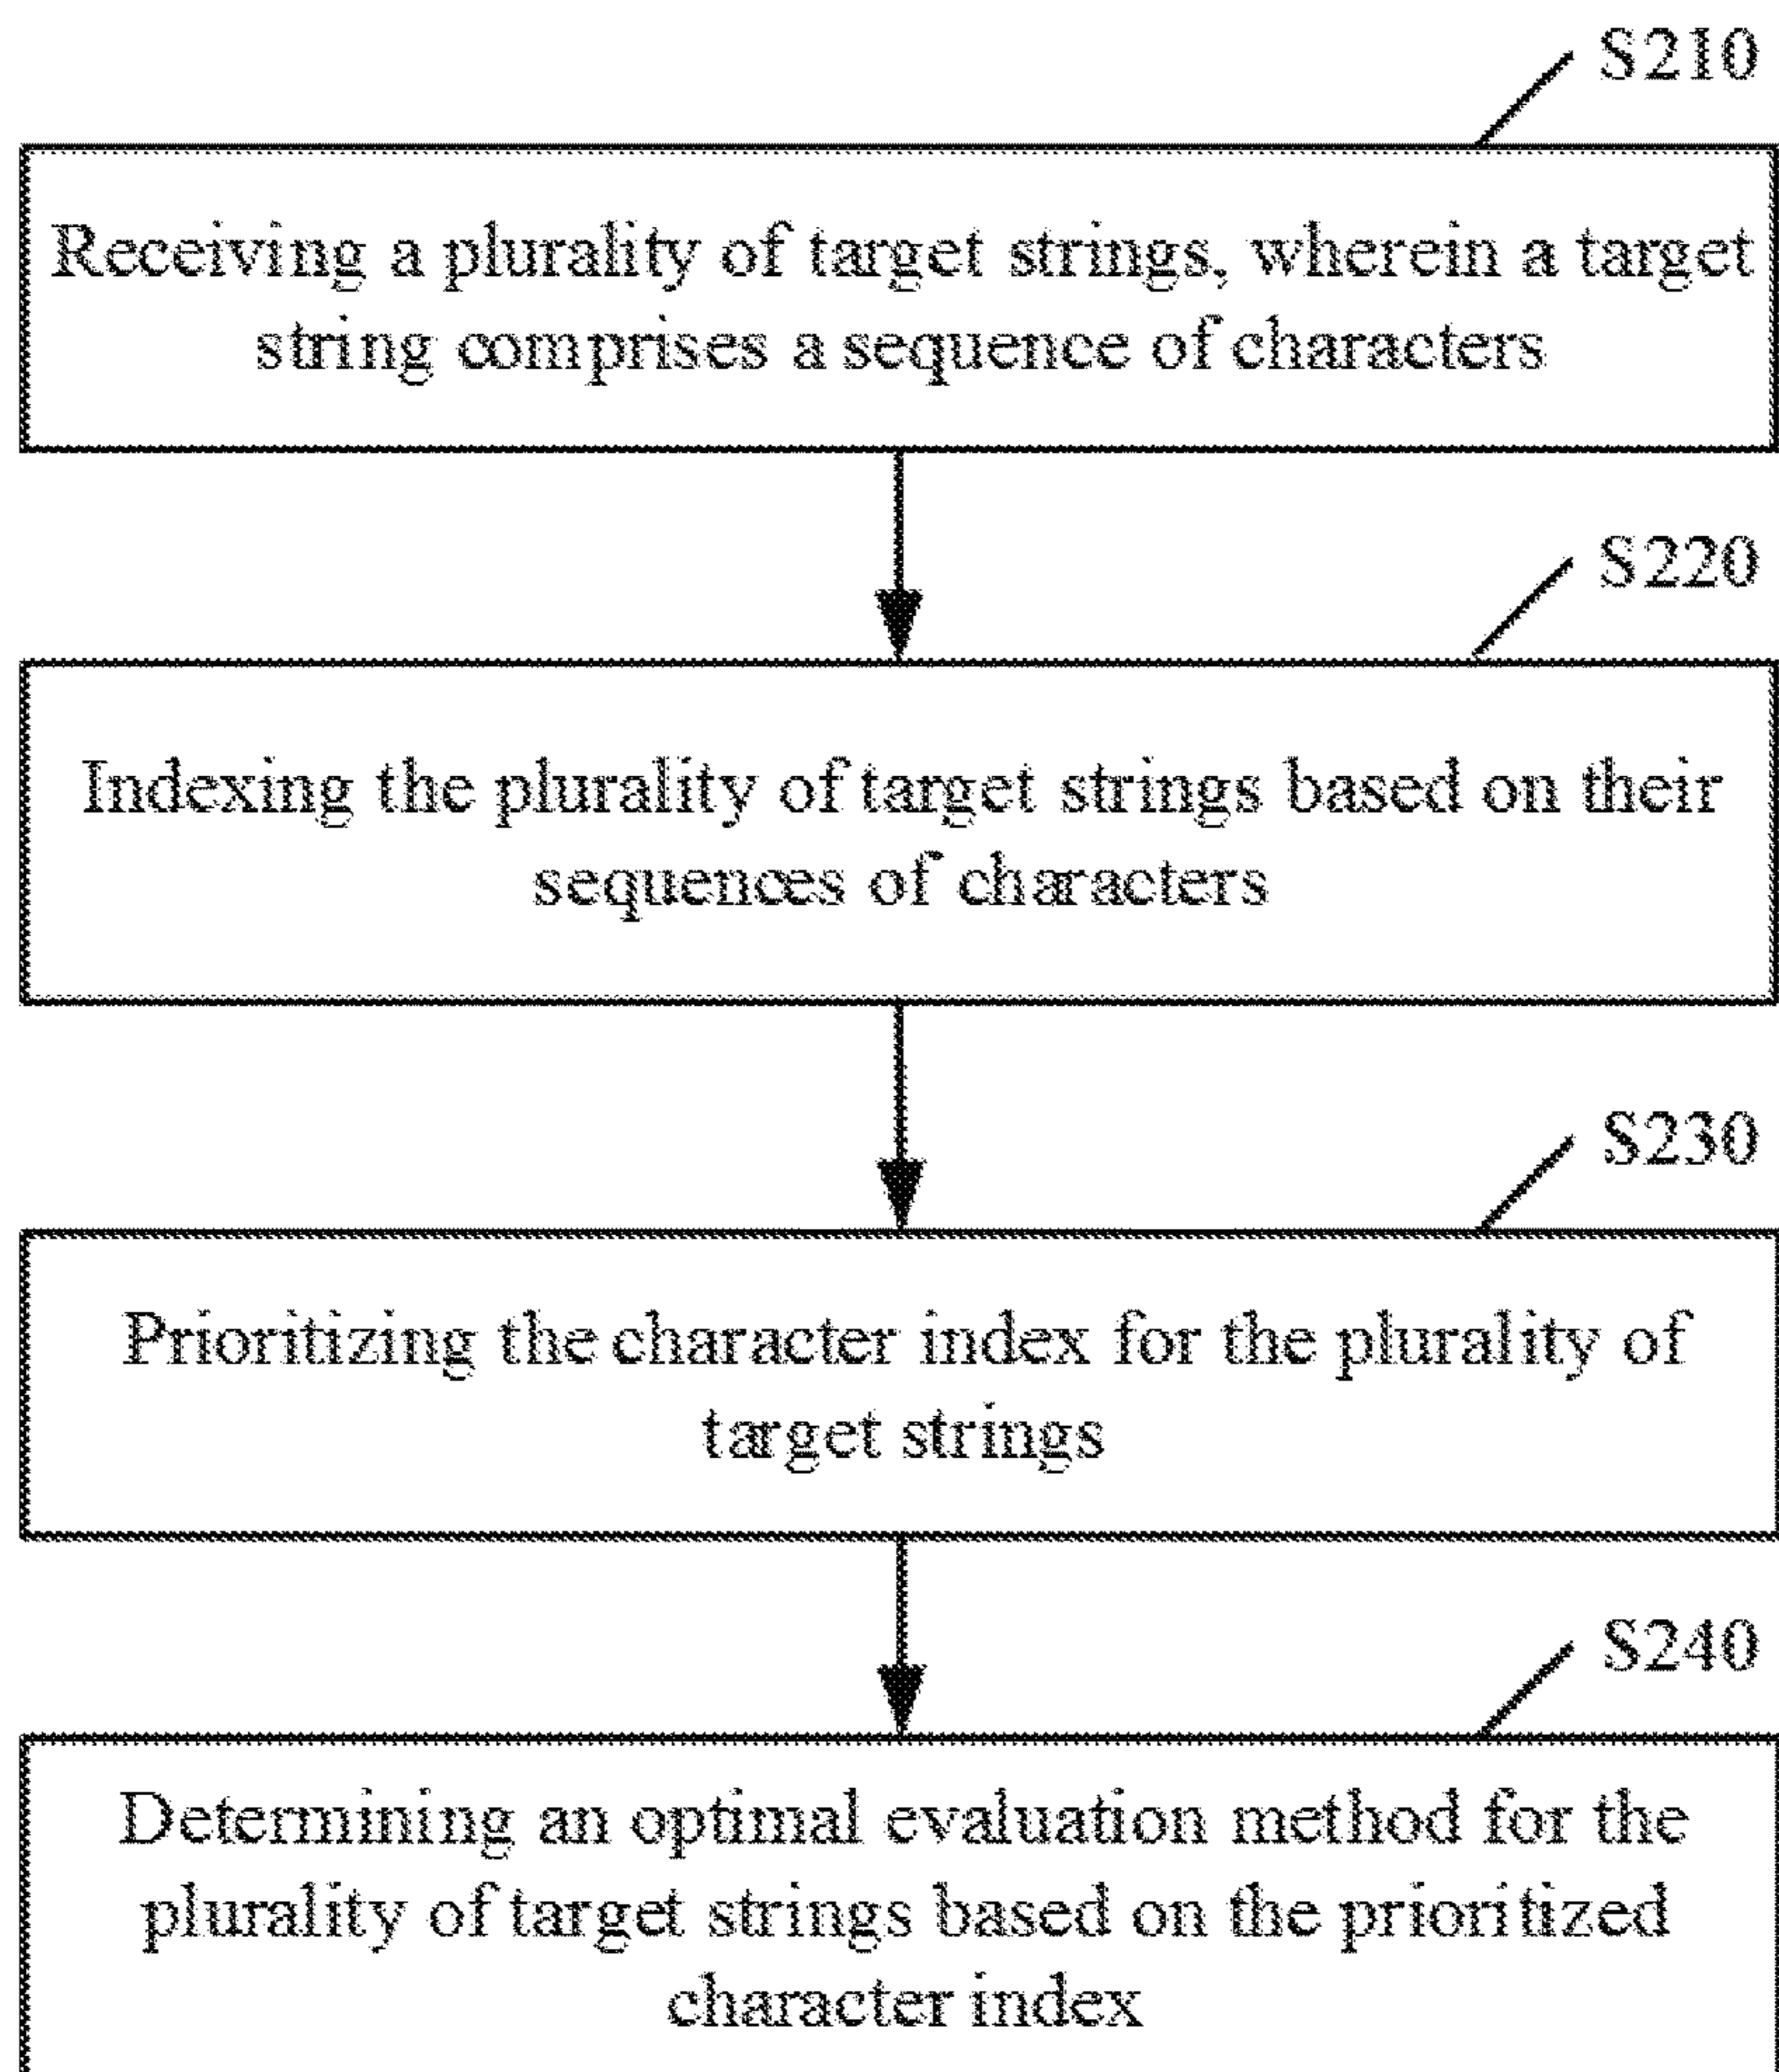 S210
Receiving a plurality of target strings, wherein a target
string comprises a sequence of characters
S220
Indexing the plurality of target strings based on their
sequences of characters
S230
Prioritizing the character index for the plurality of
target strings
S240
Determining an optimal evaluation method for the
plurality of target strings based on the prioritized
character index